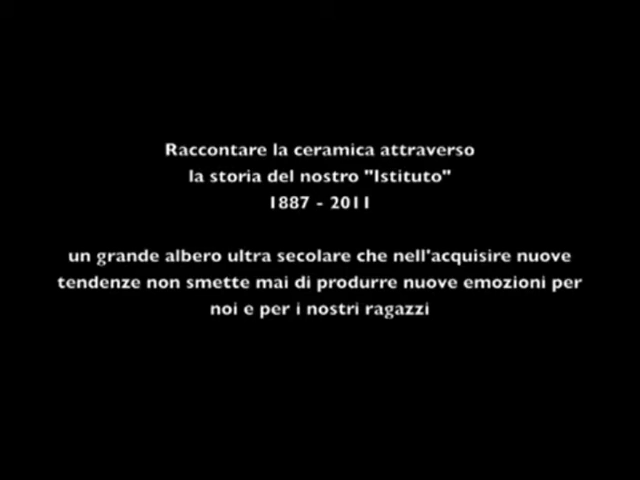 Raccontare la ceramica attraverso
la storia del nostro "Istituto"
1887 - 2011
un grande albero ultra secolare che nell'acquisire nuove
tendenze non smette mai di produrre nuove emozioni per
noi e per i nostri ragazzi